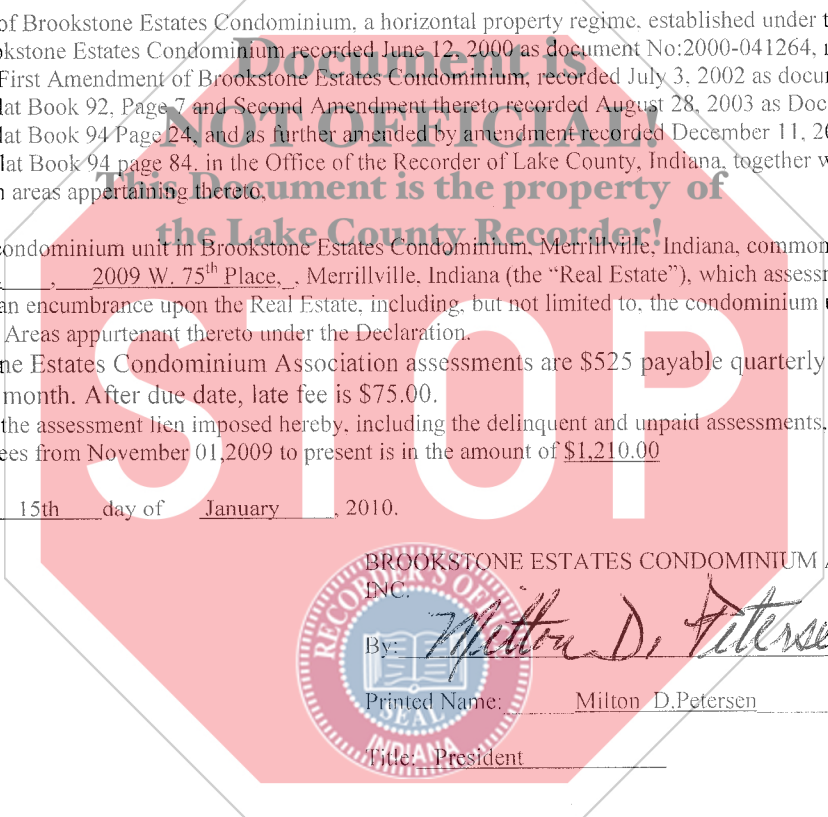 of Brookstone Estates Condominium, a horizontal property regime, established under t
okstone Estates Condominium recorded June 12, 2000 as document No:2000-041264,
First Amendment of Brookstone Estates Condominium, recorded July 3, 2002 as docum
lat Book 92, Page 7 and Second Amendment thereto recorded August 28, 2003 as Doc
lat Book 94 Page 24, and as further amended by amendment recorded December 11, 20
lat Book 94 page 84, in the Office of the Recorder of Lake County, Indiana, together w
n areas appertaining thereto,
Document is
NOT OFFICIAL!
This Document is the property of
the Lake County Recorder!
condominium unit in Brookstone Estates Condominium, Merrillville, Indiana, common
, 2009 W. 75th Place, , Merrillville, Indiana (the “Real Estate”), which assessm
an encumbrance upon the Real Estate, including, but not limited to, the condominium u
Areas appurtenant thereto under the Declaration.
ne Estates Condominium Association assessments are $525 payable quarterly
month. After due date, late fee is $75.00.
the assessment lien imposed hereby, including the delinquent and unpaid assessments,
ees from November 01,2009 to present is in the amount of $1,210.00
STOP
15th day of January , 2010.
BROOKSTONE ESTATES CONDOMINIUM A
INC.
By: Milton D. Peterse
Printed Name: Milton D.Petersen
Title: President
RECORDER'S OFFICE
SEAL
INDIANA